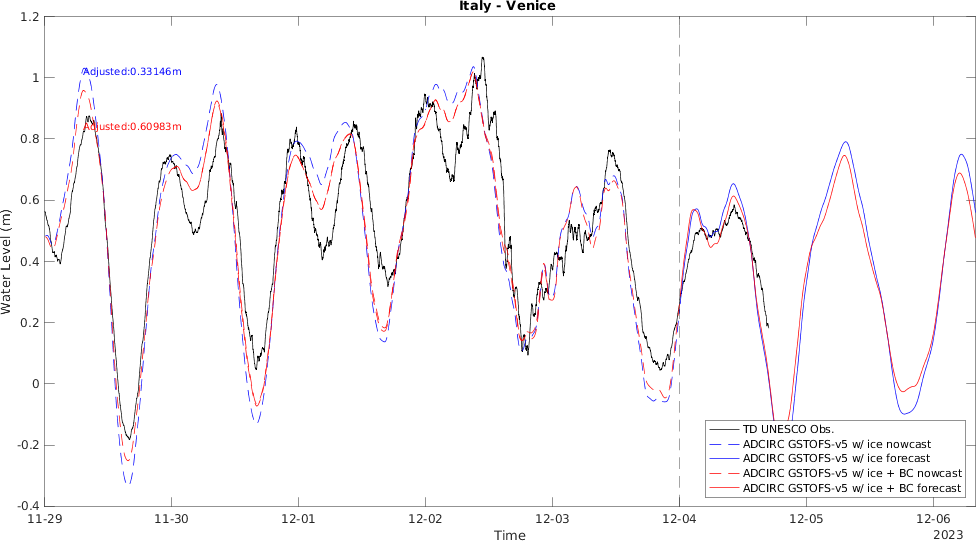 Italy - Venice
1.2
1
0.8
0.6
0.4
0.2
0
-0.2
-0.4
Water Level (m)
Adjusted:0.33146m
Adjusted:0.60983m
TD UNESCO Obs.
ADCIRC GSTOFS-v5 w/ ice nowcast
ADCIRC GSTOFS-v5 w/ ice forecast
ADCIRC GSTOFS-v5 w/ ice + BC nowcast
ADCIRC GSTOFS-v5 w/ ice + BC forecast
11-29 11-30 12-01 12-02 12-03 12-04 12-05 12-06
Time
2023